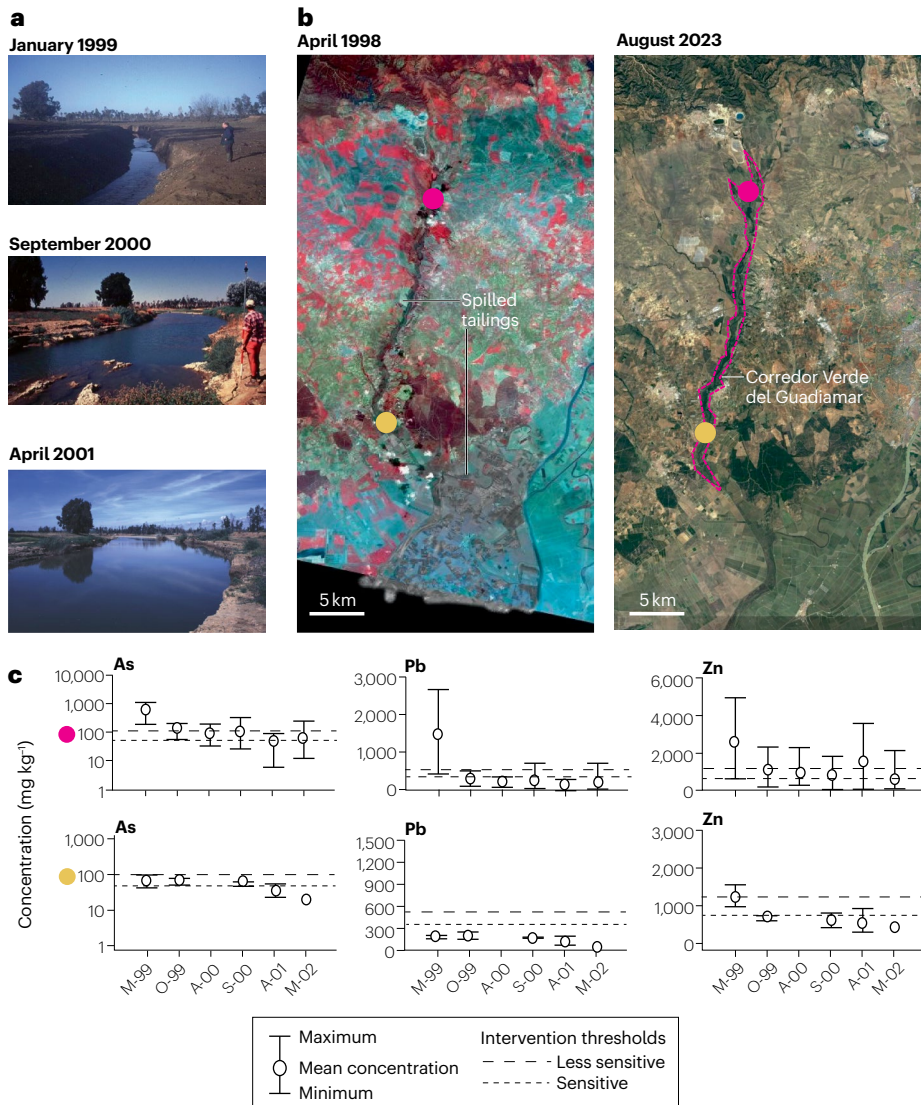 a
January 1999
September 2000
April 2001
b
April 1998
August 2023
Spilled
tailings
Corredor Verde
del Guadiamar
5 km
5 km
c
Concentration (mg kg⁻¹)
As
10,000
1,000
100
10
1
Pb
3,000
2,000
1,000
0
Zn
6,000
4,000
2,000
0
As
1,000
100
10
1
Pb
1,500
1,200
900
600
300
0
Zn
3,000
2,000
1,000
0
M-99
O-99
A-00
S-00
A-01
M-02
M-99
O-99
A-00
S-00
A-01
M-02
M-99
O-99
A-00
S-00
A-01
M-02
Maximum
Mean concentration
Minimum
Intervention thresholds
Less sensitive
Sensitive